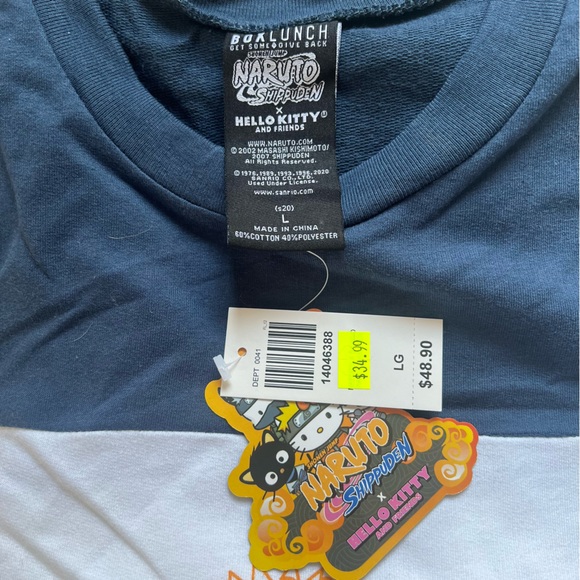 BOXLUNCH
GET SOME GIVE BACK
SHONEN JUMP
NARUTO
SHIPPUDEN
X
HELLO KITTY®
AND FRIENDS
WWW.NARUTO.COM
© 2002 MASASHI KISHIMOTO/
2007 SHIPPUDEN
All Rights Reserved.
© 1976, 1989, 1993, 1996, 2020
SANRIO CO., LTD.
Used Under License.
www.sanrio.com
(s20)
L
MADE IN CHINA
60%COTTON 40%POLYESTER
DEPT 0041
14046388
$34.99
LG
$48.90
NARUTO
SHIPPUDEN
X
HELLO KITTY
AND FRIENDS